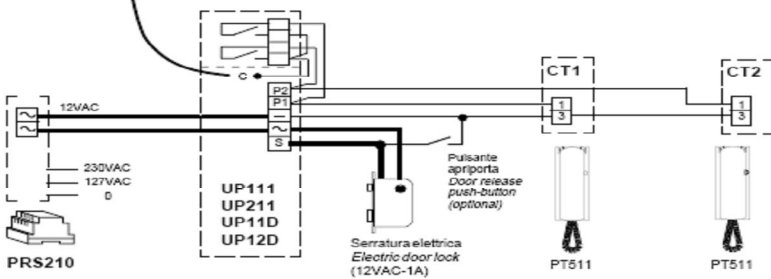 C
P2
P1
–
~
S
12VAC
~
~
230VAC
127VAC
0
PRS210
UP111
UP211
UP11D
UP12D
Pulsante
apriporta
Door release
push-button
(optional)
Serratura elettrica
Electric door lock
(12VAC-1A)
CT1
1
3
PT511
CT2
1
3
PT511